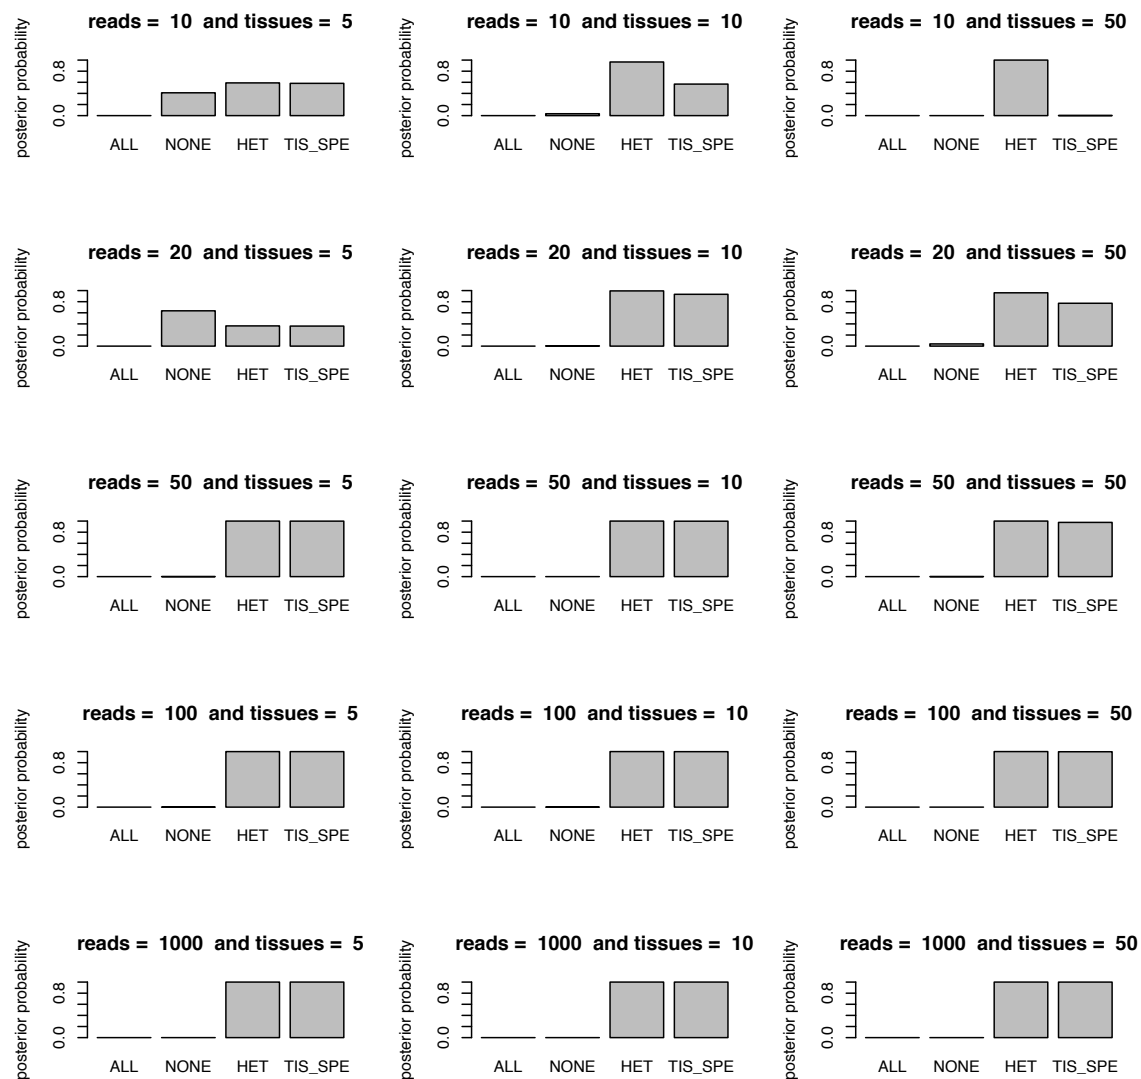 reads = 10 and tissues = 5
posterior probability
0.8
0.0
ALL NONE HET TIS_SPE
reads = 10 and tissues = 10
posterior probability
0.8
0.0
ALL NONE HET TIS_SPE
reads = 10 and tissues = 50
posterior probability
0.8
0.0
ALL NONE HET TIS_SPE
reads = 20 and tissues = 5
posterior probability
0.8
0.0
ALL NONE HET TIS_SPE
reads = 20 and tissues = 10
posterior probability
0.8
0.0
ALL NONE HET TIS_SPE
reads = 20 and tissues = 50
posterior probability
0.8
0.0
ALL NONE HET TIS_SPE
reads = 50 and tissues = 5
posterior probability
0.8
0.0
ALL NONE HET TIS_SPE
reads = 50 and tissues = 10
posterior probability
0.8
0.0
ALL NONE HET TIS_SPE
reads = 50 and tissues = 50
posterior probability
0.8
0.0
ALL NONE HET TIS_SPE
reads = 100 and tissues = 5
posterior probability
0.8
0.0
ALL NONE HET TIS_SPE
reads = 100 and tissues = 10
posterior probability
0.8
0.0
ALL NONE HET TIS_SPE
reads = 100 and tissues = 50
posterior probability
0.8
0.0
ALL NONE HET TIS_SPE
reads = 1000 and tissues = 5
posterior probability
0.8
0.0
ALL NONE HET TIS_SPE
reads = 1000 and tissues = 10
posterior probability
0.8
0.0
ALL NONE HET TIS_SPE
reads = 1000 and tissues = 50
posterior probability
0.8
0.0
ALL NONE HET TIS_SPE